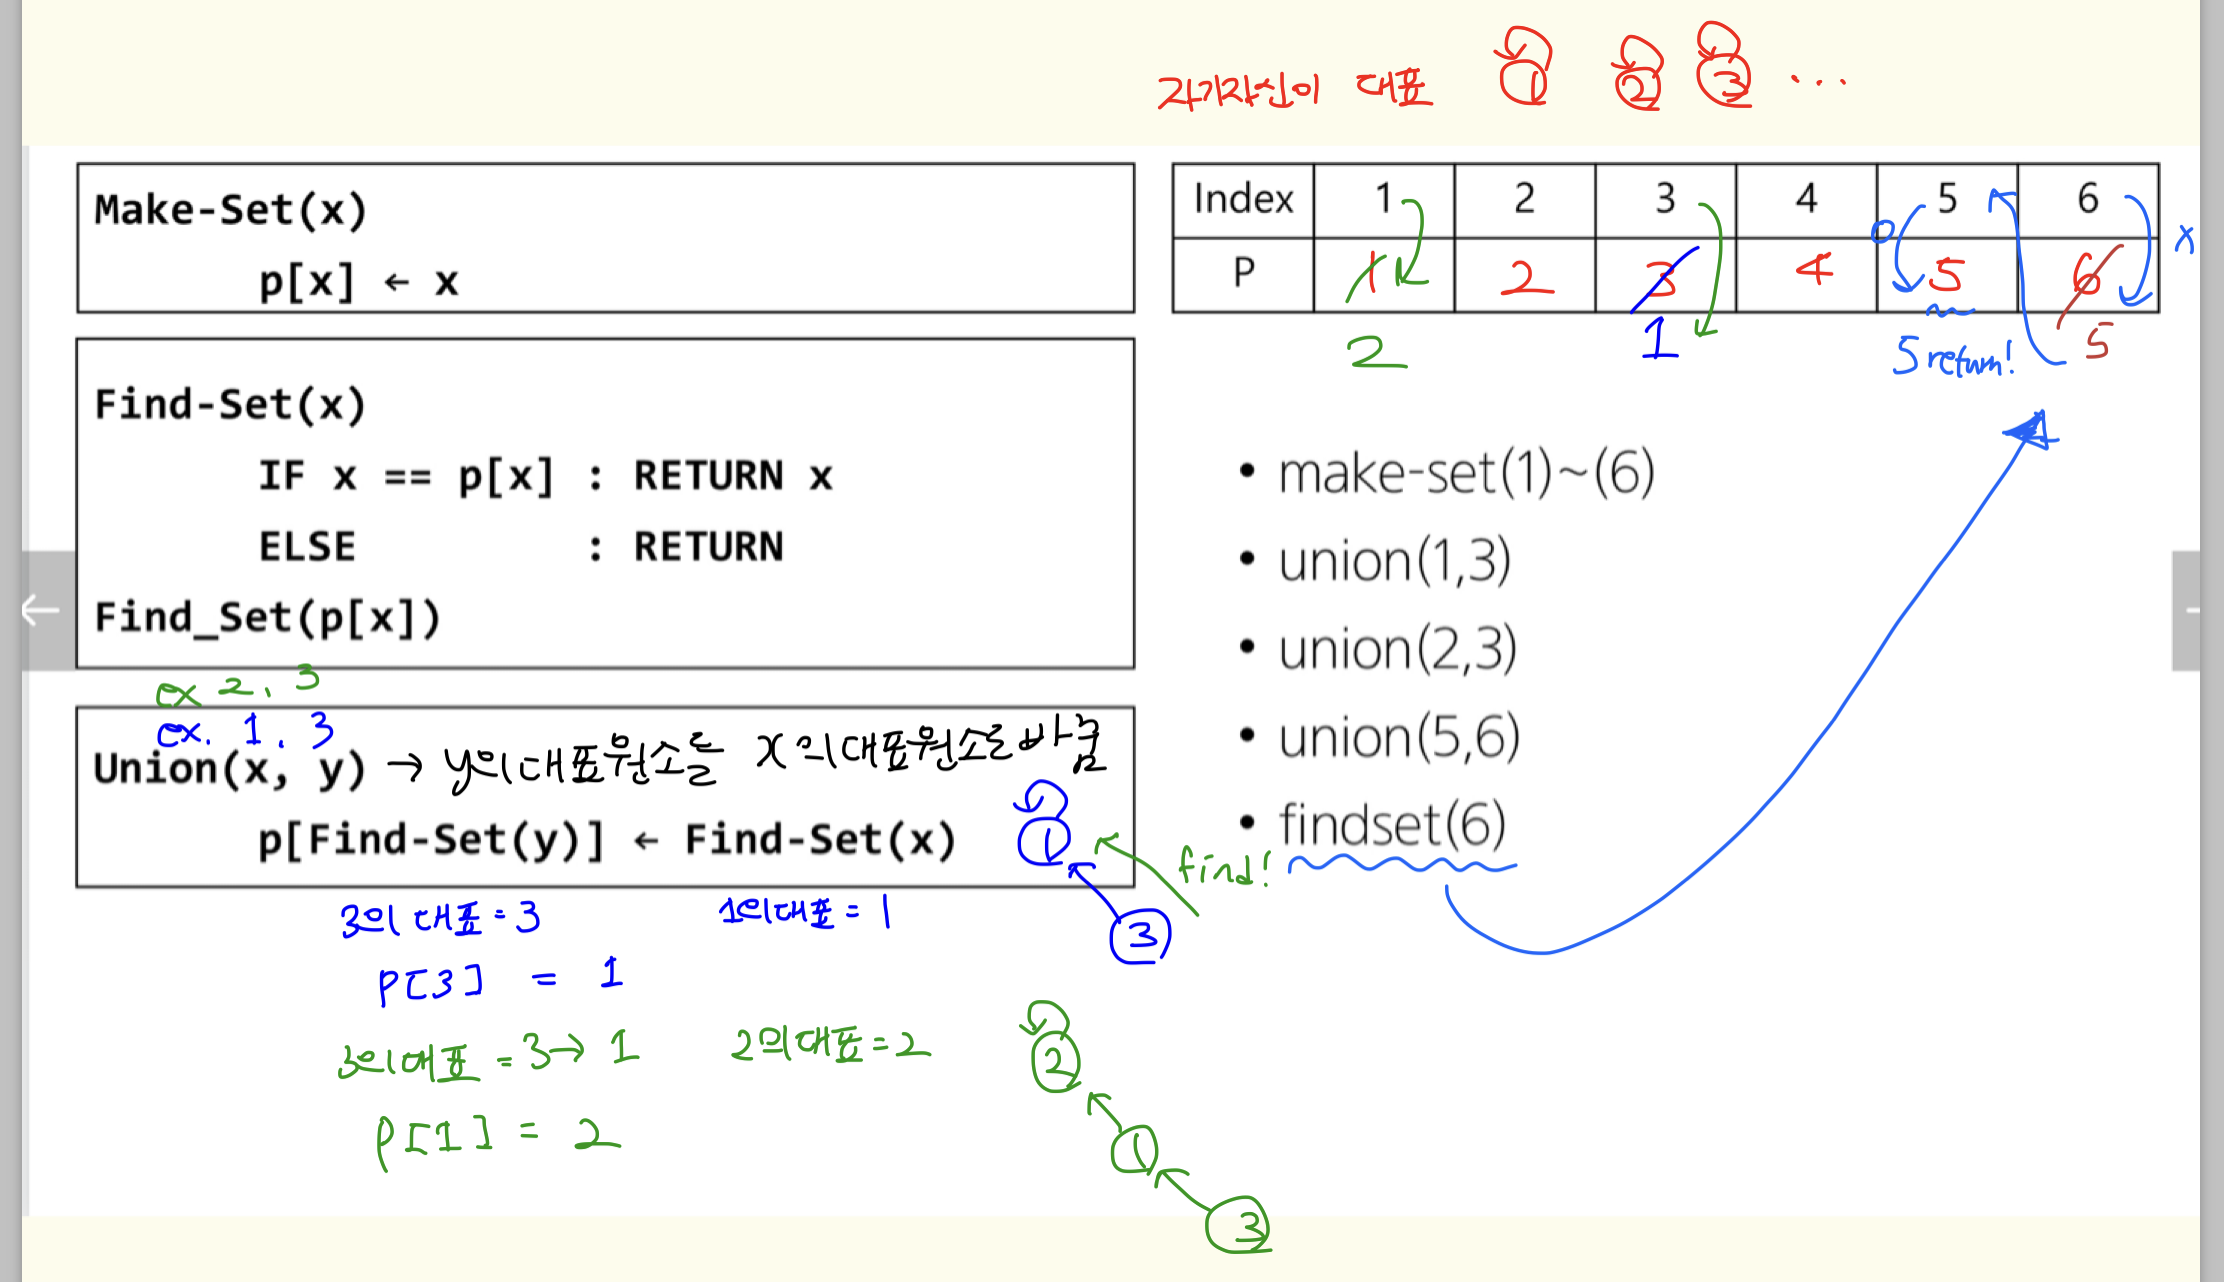 자기자신이 대표 1 2 3 ...
Make-Set(x)
p[x] ← x
Index 1 2 3 4 5 6
P 1 2 3 4 5 6
x
2 1 5 return! 5
Find-Set(x)
IF x == p[x] : RETURN x
ELSE : RETURN
Find_Set(p[x])
• make-set(1)~(6)
• union(1,3)
• union(2,3)
• union(5,6)
• findset(6)
ex 2, 3
ex. 1, 3
Union(x, y) → y의 대표원소를 x의 대표원소로 바꿈
p[Find-Set(y)] ← Find-Set(x)
1
find!
3
3의 대표 = 3 1의 대표 = 1
P[3] = 1
3의 대표 = 3 → 1 2의 대표 = 2
P[1] = 2
2
1
3